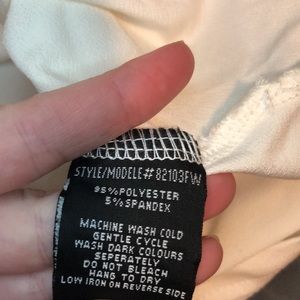 STYLE/MODELE# 82103FW
95%POLYESTER
5%SPANDEX
MACHINE WASH COLD
GENTLE CYCLE
WASH DARK COLOURS
SEPERATELY
DO NOT BLEACH
HANG TO DRY
LOW IRON ON REVERSE SIDE